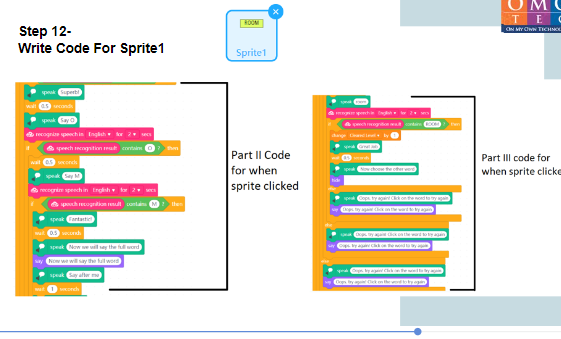 Step 12-
Write Code For Sprite1
ROOM
Sprite1
O M
T E C
ON MY OWN TECHNOL
speak Superb!
wait 0.5 seconds
speak Say O
recognize speech in English for 2 secs
if speech recognition result contains O ? then
wait 0.5 seconds
speak Say M
recognize speech in English for 2 secs
if speech recognition result contains M ? then
speak Fantastic!
wait 0.5 seconds
speak Now we will say the full word
say Now we will say the full word
speak Say after me
wait 1 seconds
Part II Code
for when
sprite clicked
speak room
recognize speech in English for 2 secs
if speech recognition result contains ROOM ? then
change Cleared Level by 1
speak Great Job
wait 0.5 seconds
speak Now choose the other word
hide
else
speak Oops, try again! Click on the word to try again
say Oops, try again! Click on the word to try again
else
speak Oops, try again! Click on the word to try again
say Oops, try again! Click on the word to try again
else
speak Oops, try again! Click on the word to try again
say Oops, try again! Click on the word to try again
Part III code for
when sprite clicke